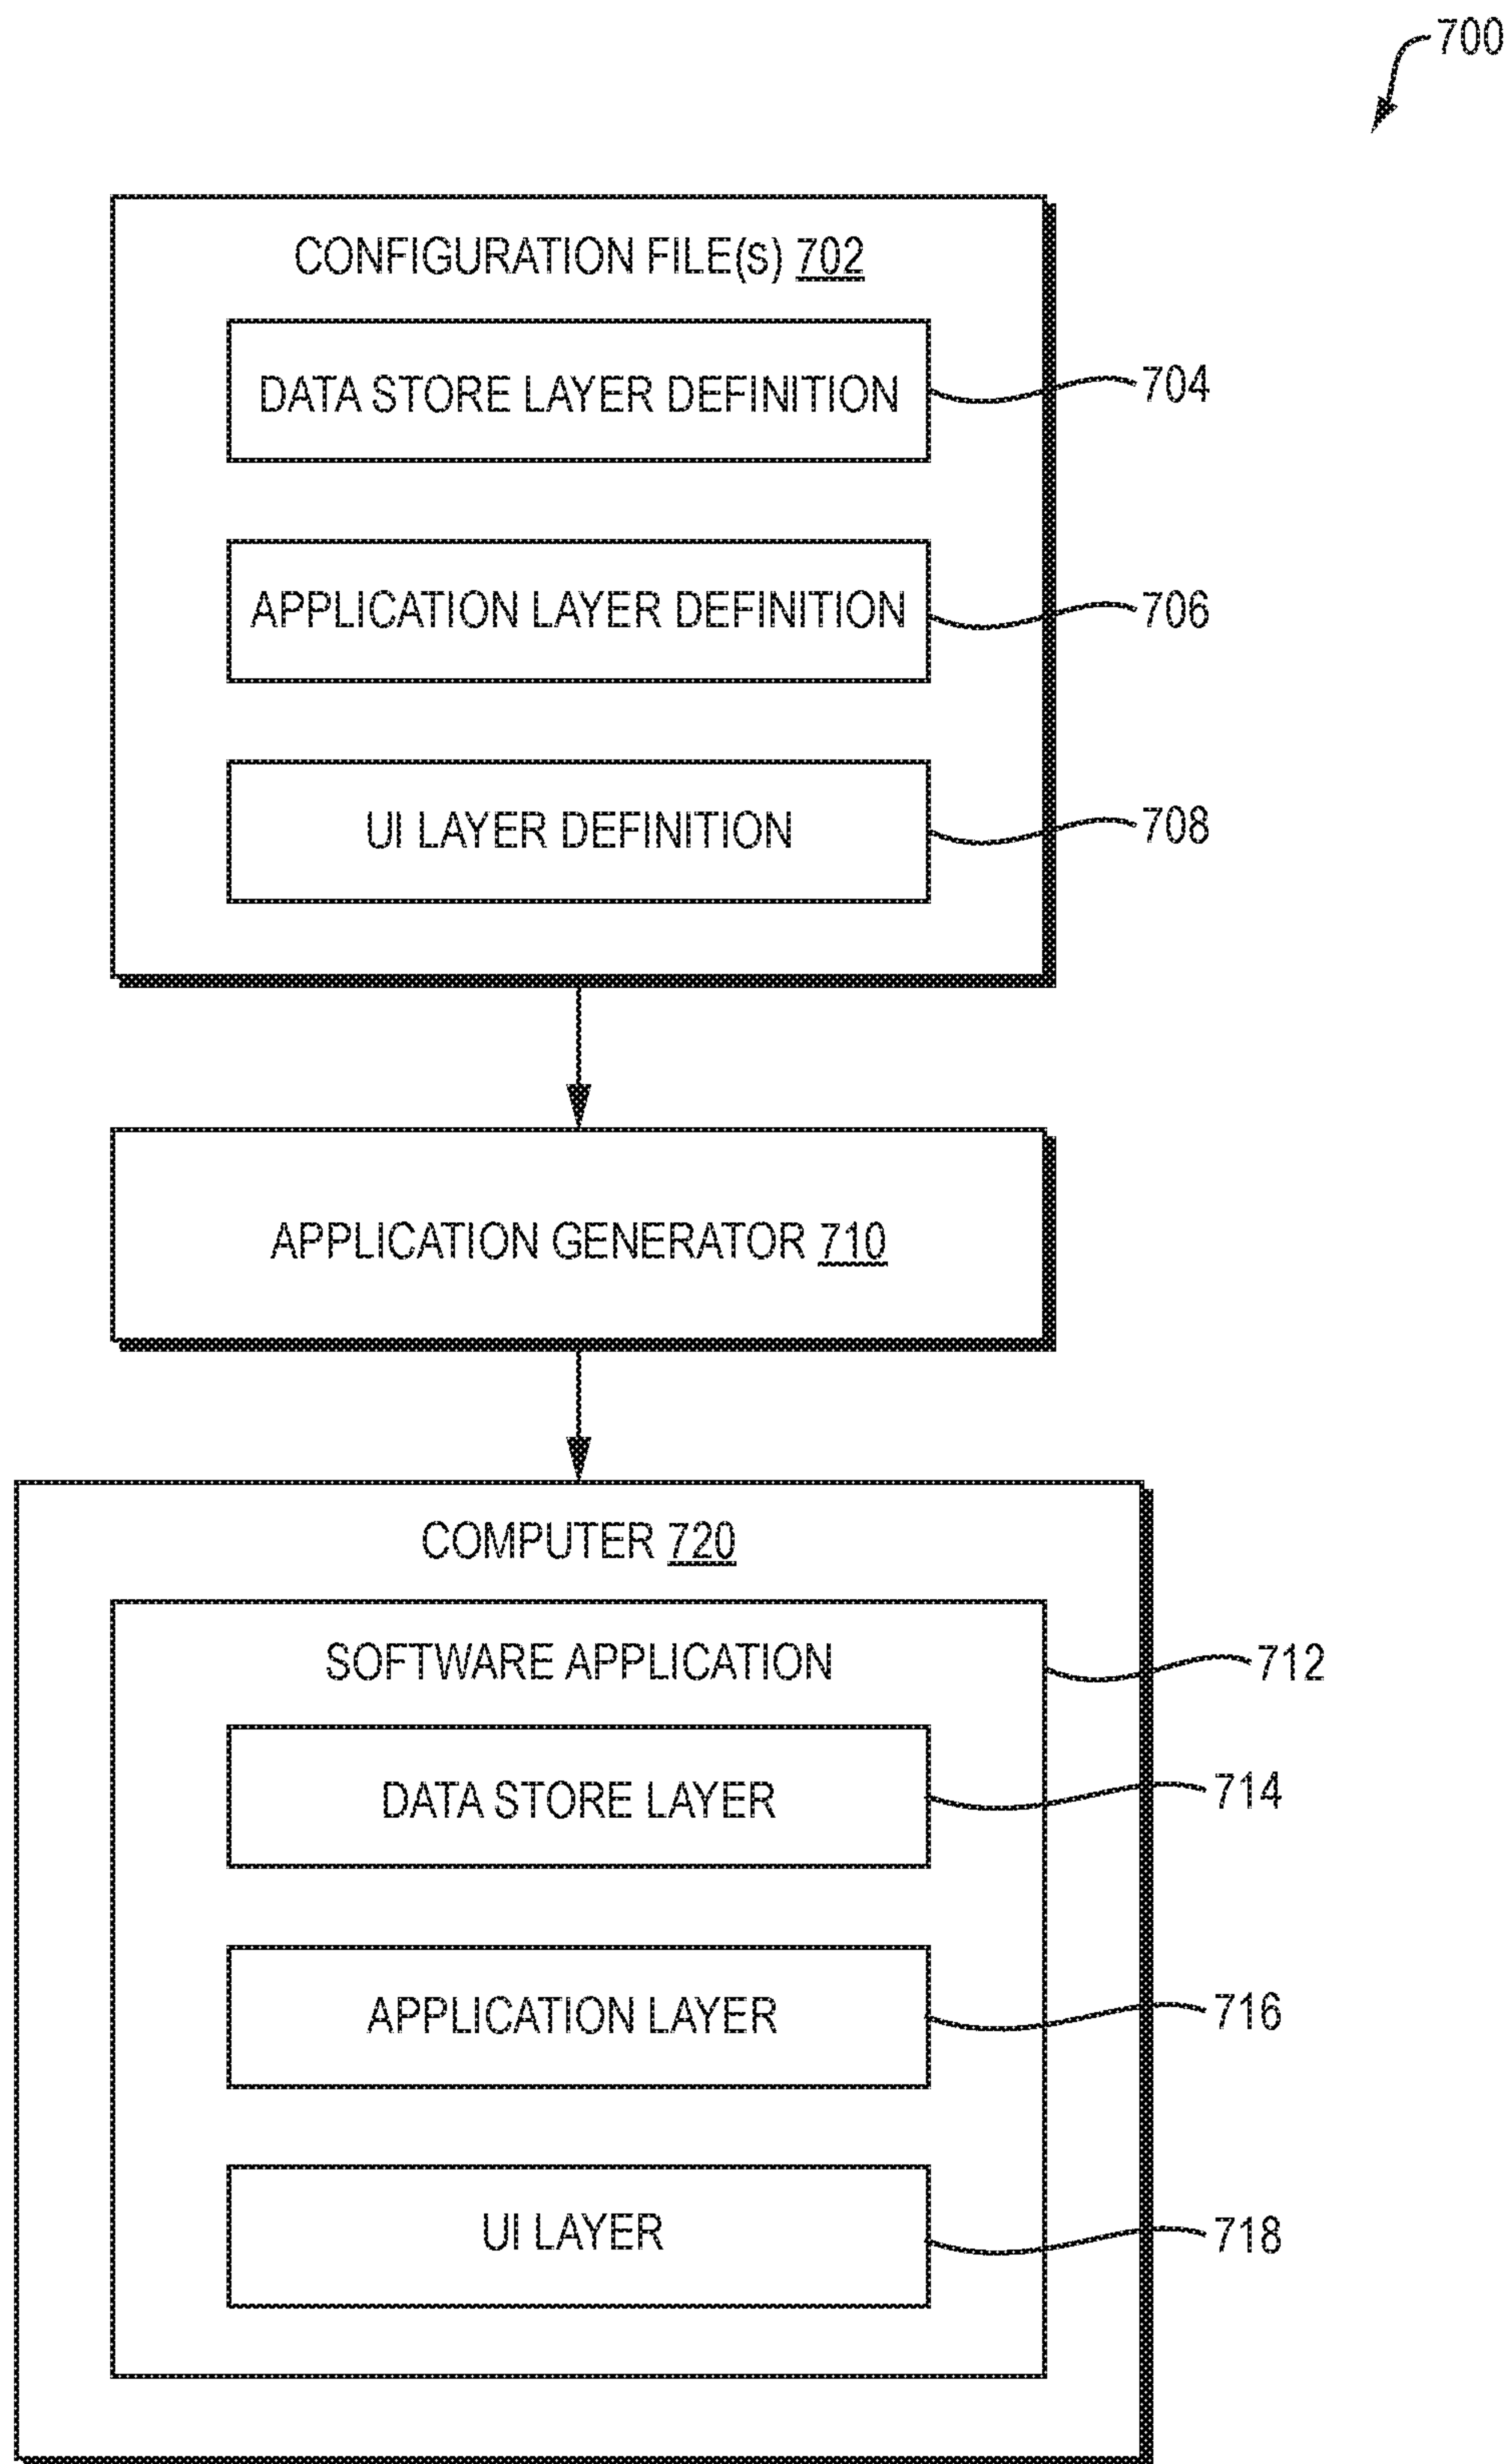 700
CONFIGURATION FILE(S) 702
DATA STORE LAYER DEFINITION
704
APPLICATION LAYER DEFINITION
706
UI LAYER DEFINITION
708
APPLICATION GENERATOR 710
COMPUTER 720
SOFTWARE APPLICATION
712
DATA STORE LAYER
714
APPLICATION LAYER
716
UI LAYER
718